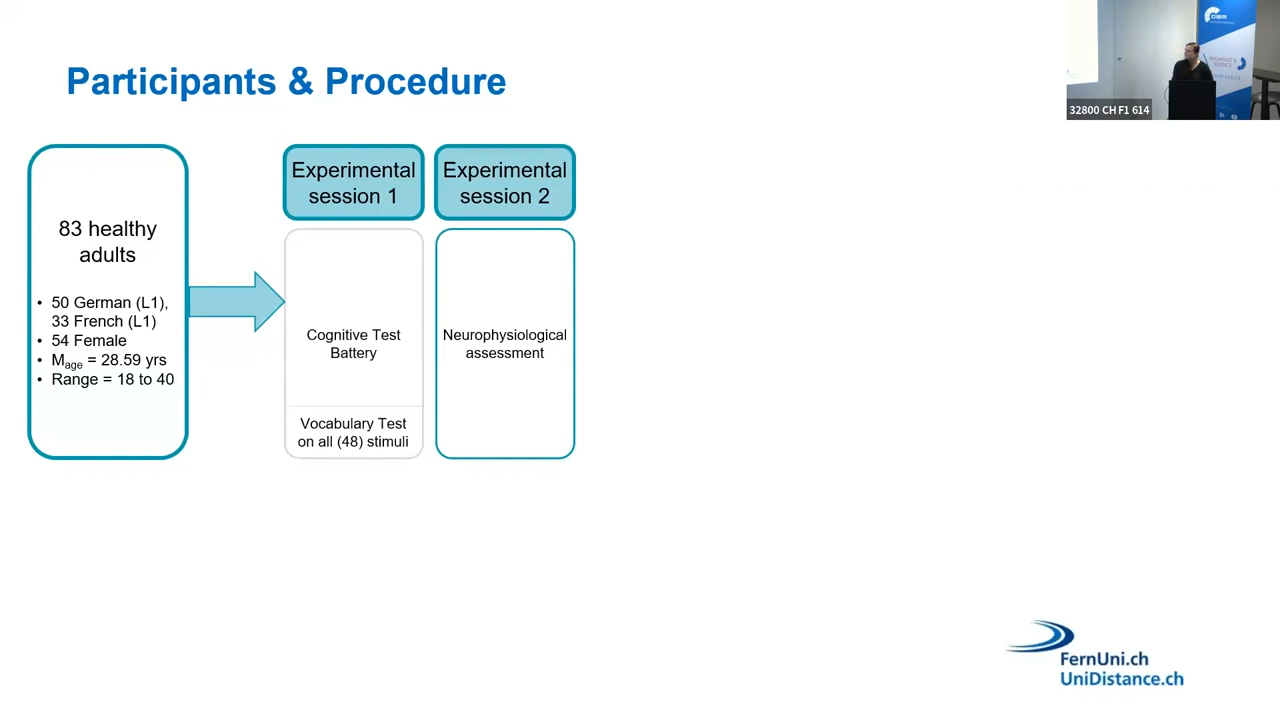 Participants & Procedure
83 healthy
adults
• 50 German (L1),
33 French (L1)
• 54 Female
• Mage = 28.59 yrs
• Range = 18 to 40
Experimental
session 1
Cognitive Test
Battery
Vocabulary Test
on all (48) stimuli
Experimental
session 2
Neurophysiological
assessment
CIBM
32800 CH F1 614
FernUni.ch
UniDistance.ch